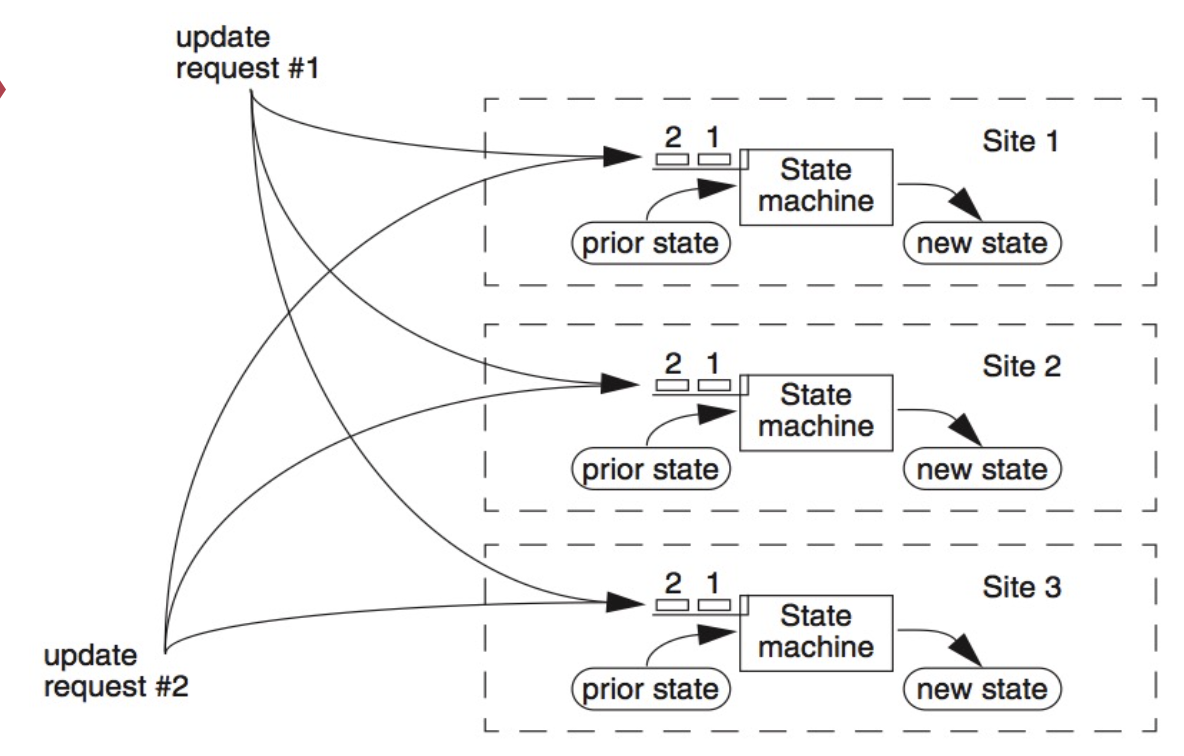 update
request #1
2 1
Site 1
State
machine
prior state
new state
2 1
Site 2
State
machine
prior state
new state
2 1
Site 3
State
machine
prior state
new state
update
request #2